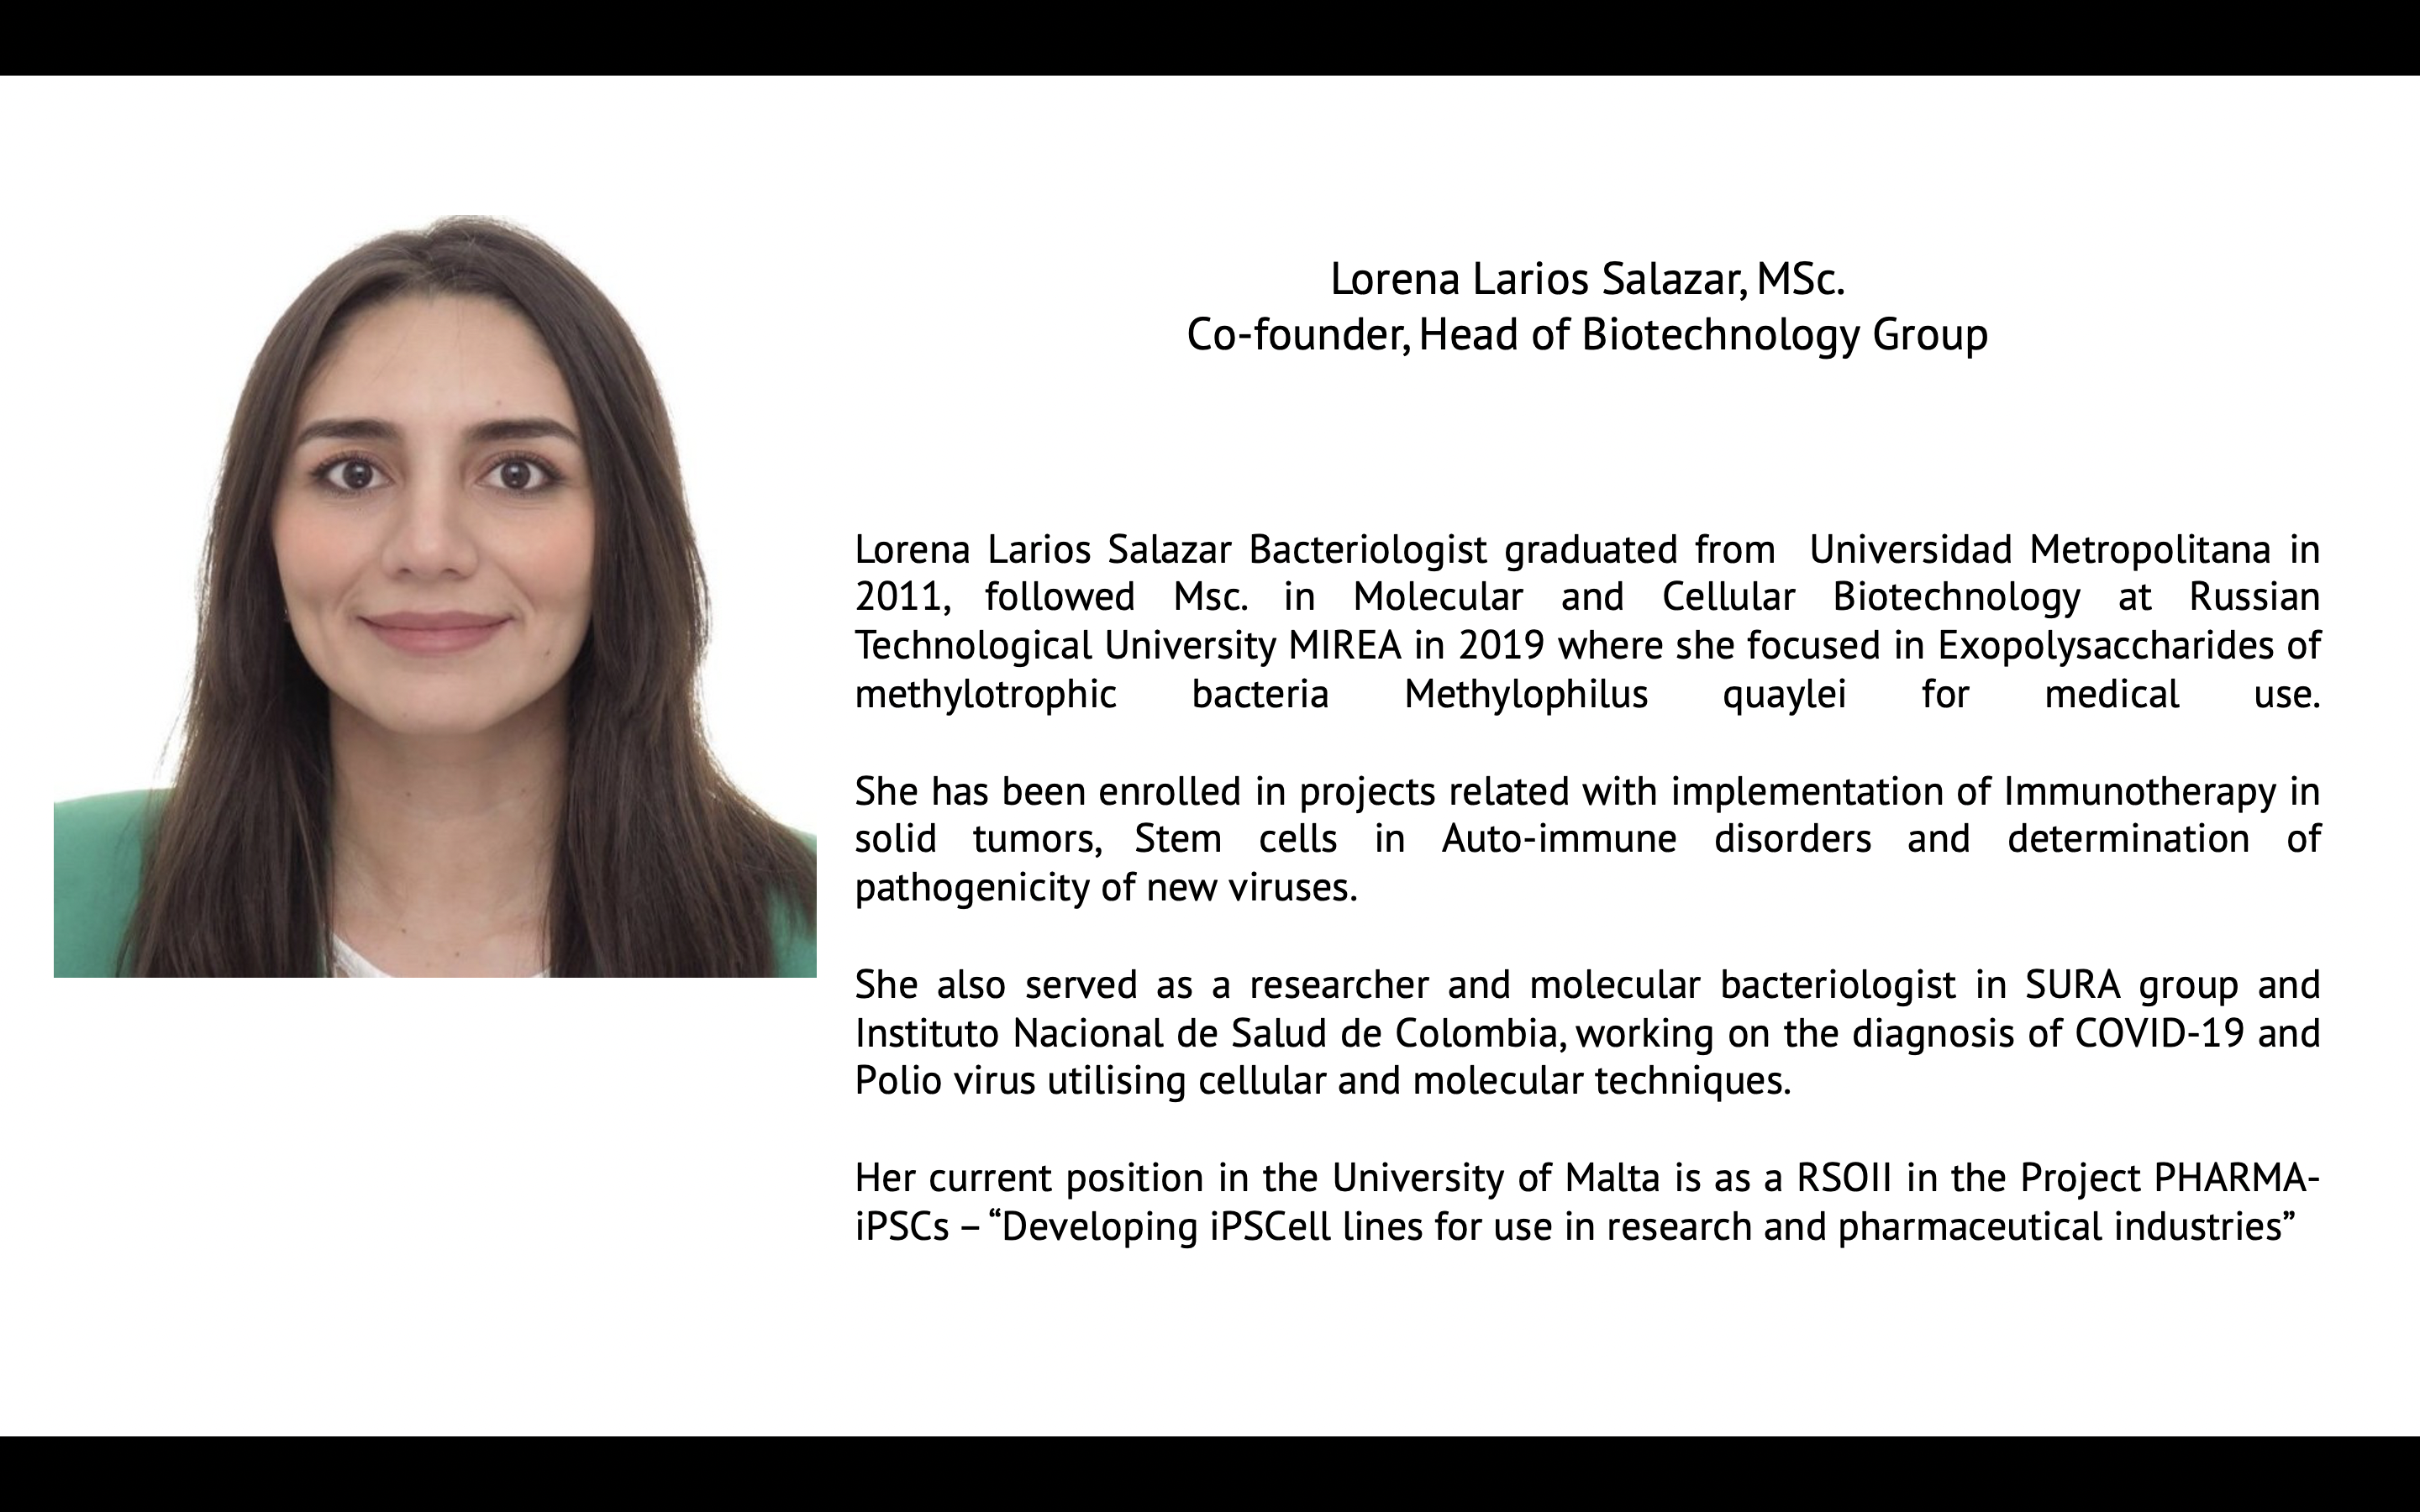 Lorena Larios Salazar, MSc.
Co-founder, Head of Biotechnology Group
Lorena Larios Salazar Bacteriologist graduated from Universidad Metropolitana in
2011, followed Msc. in Molecular and Cellular Biotechnology at Russian
Technological University MIREA in 2019 where she focused in Exopolysaccharides of
methylotrophic bacteria Methylophilus quaylei for medical use.
She has been enrolled in projects related with implementation of Immunotherapy in
solid tumors, Stem cells in Auto-immune disorders and determination of
pathogenicity of new viruses.
She also served as a researcher and molecular bacteriologist in SURA group and
Instituto Nacional de Salud de Colombia, working on the diagnosis of COVID-19 and
Polio virus utilising cellular and molecular techniques.
Her current position in the University of Malta is as a RSOII in the Project PHARMA-
iPSCs – “Developing iPSCell lines for use in research and pharmaceutical industries”